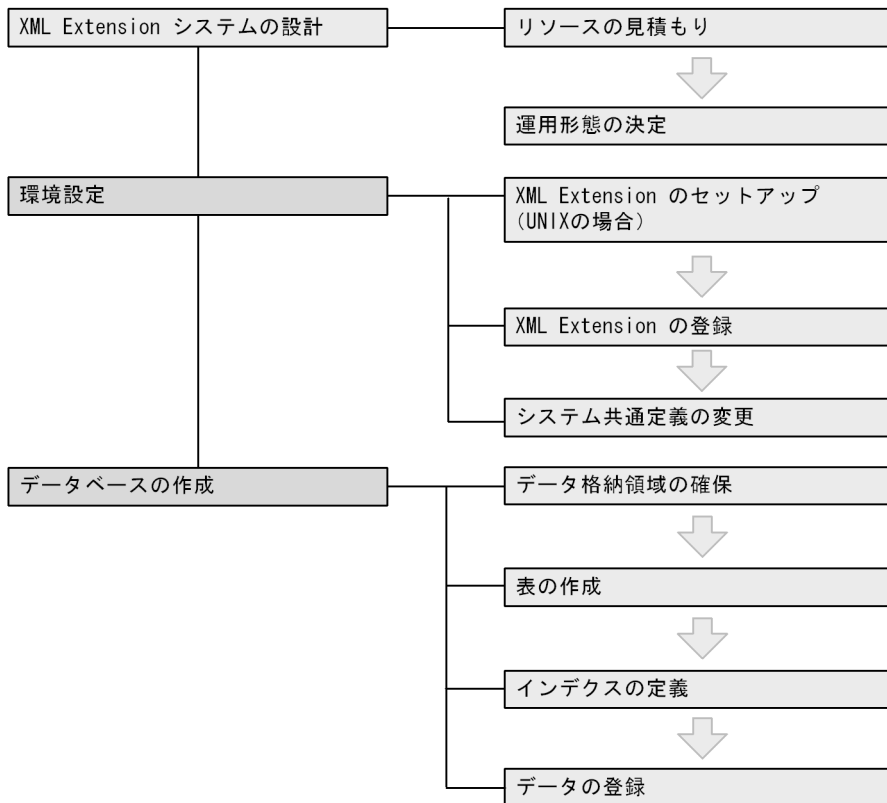 XML Extension システムの設計
リソースの見積もり
運用形態の決定
環境設定
XML Extension のセットアップ
(UNIXの場合)
XML Extension の登録
システム共通定義の変更
データベースの作成
データ格納領域の確保
表の作成
インデクスの定義
データの登録